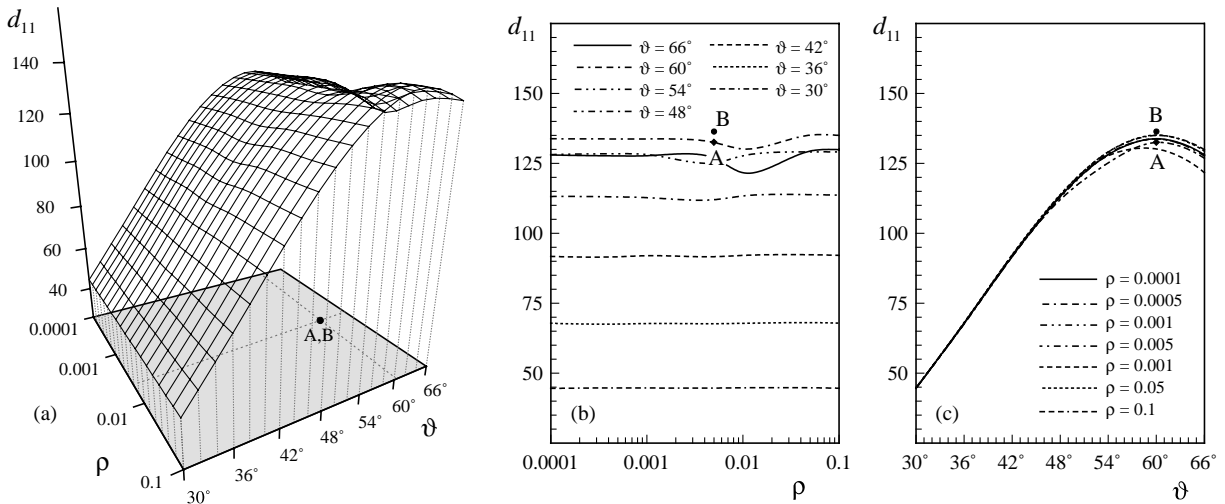 d11
140
120
100
80
60
40
0.0001
0.001
0.01
0.1
ρ
A,B
30°
36°
42°
48°
54°
60°
66°
ϑ
(a)
d11
150
125
100
75
50
ϑ = 66°
ϑ = 60°
ϑ = 54°
ϑ = 48°
ϑ = 42°
ϑ = 36°
ϑ = 30°
B
A
(b)
0.0001
0.001
0.01
0.1
ρ
d11
150
125
100
75
50
B
A
ρ = 0.0001
ρ = 0.0005
ρ = 0.001
ρ = 0.005
ρ = 0.001
ρ = 0.05
ρ = 0.1
(c)
30°
36°
42°
48°
54°
60°
66°
ϑ